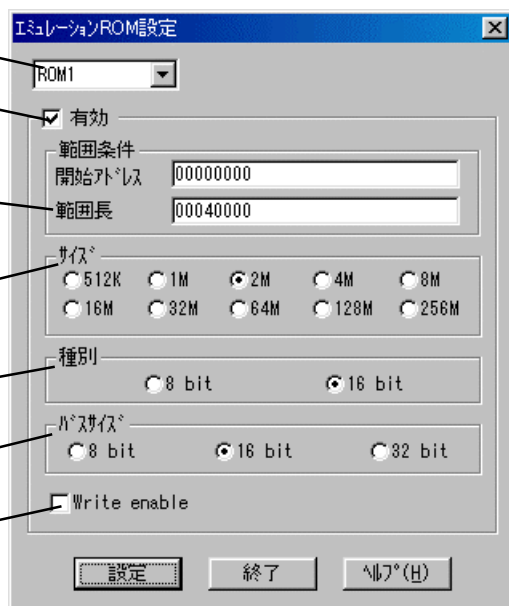 ｴﾐｭﾚｰｼｮﾝROM設定
ROM1
有効
範囲条件
開始ｱﾄﾞﾚｽ 00000000
範囲長 00040000
ｻｲｽﾞ
512K 1M 2M 4M 8M
16M 32M 64M 128M 256M
種別
8 bit 16 bit
ﾊﾞｽｻｲｽﾞ
8 bit 16 bit 32 bit
Write enable
設定 終了 ﾍﾙﾌﾟ(H)